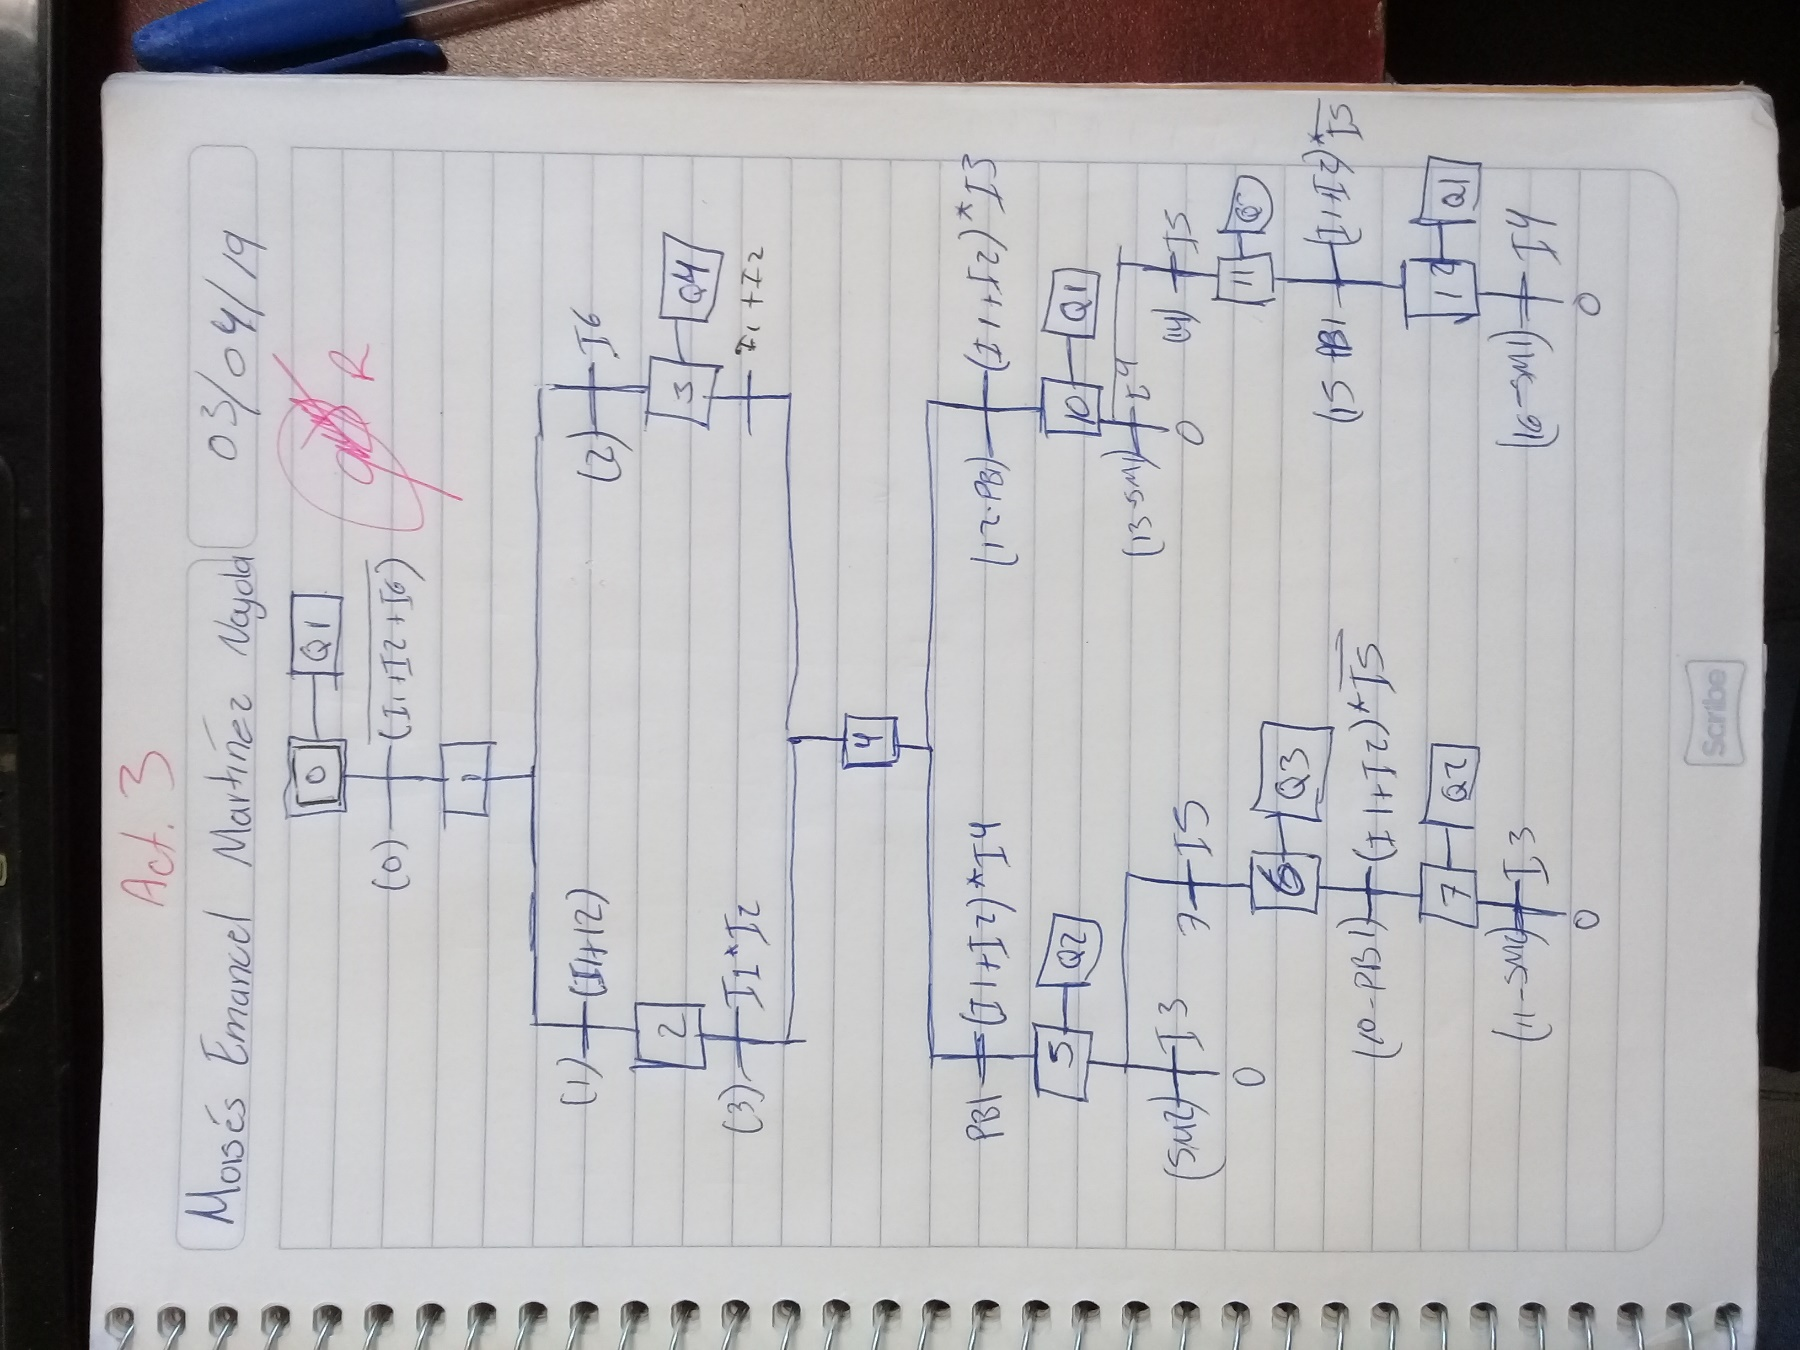 Act. 3
Moisés Emanuel Martínez Nayola 03/04/19
R
0 Q1
(0) (I1+I2+I6)
1
(1) (I1+I2) (2) I6
2 3 Q4
(3) I1*I2 I1+I2
4
PB1 (I1+I2)*I4 (12-PB1) (I1+I2)*I3
5 Q2 10 Q1
(SM2) I3 7 I5 (13-SM1) I4 (14) I5
0 0
6 Q3 11
(10-PB1) (I1+I2)*I5 (15 PB1 (I1+I2)*I5
7 Q2 Q1
(11-SM2) I3 (16-SM1) I4
0 0
Scribe